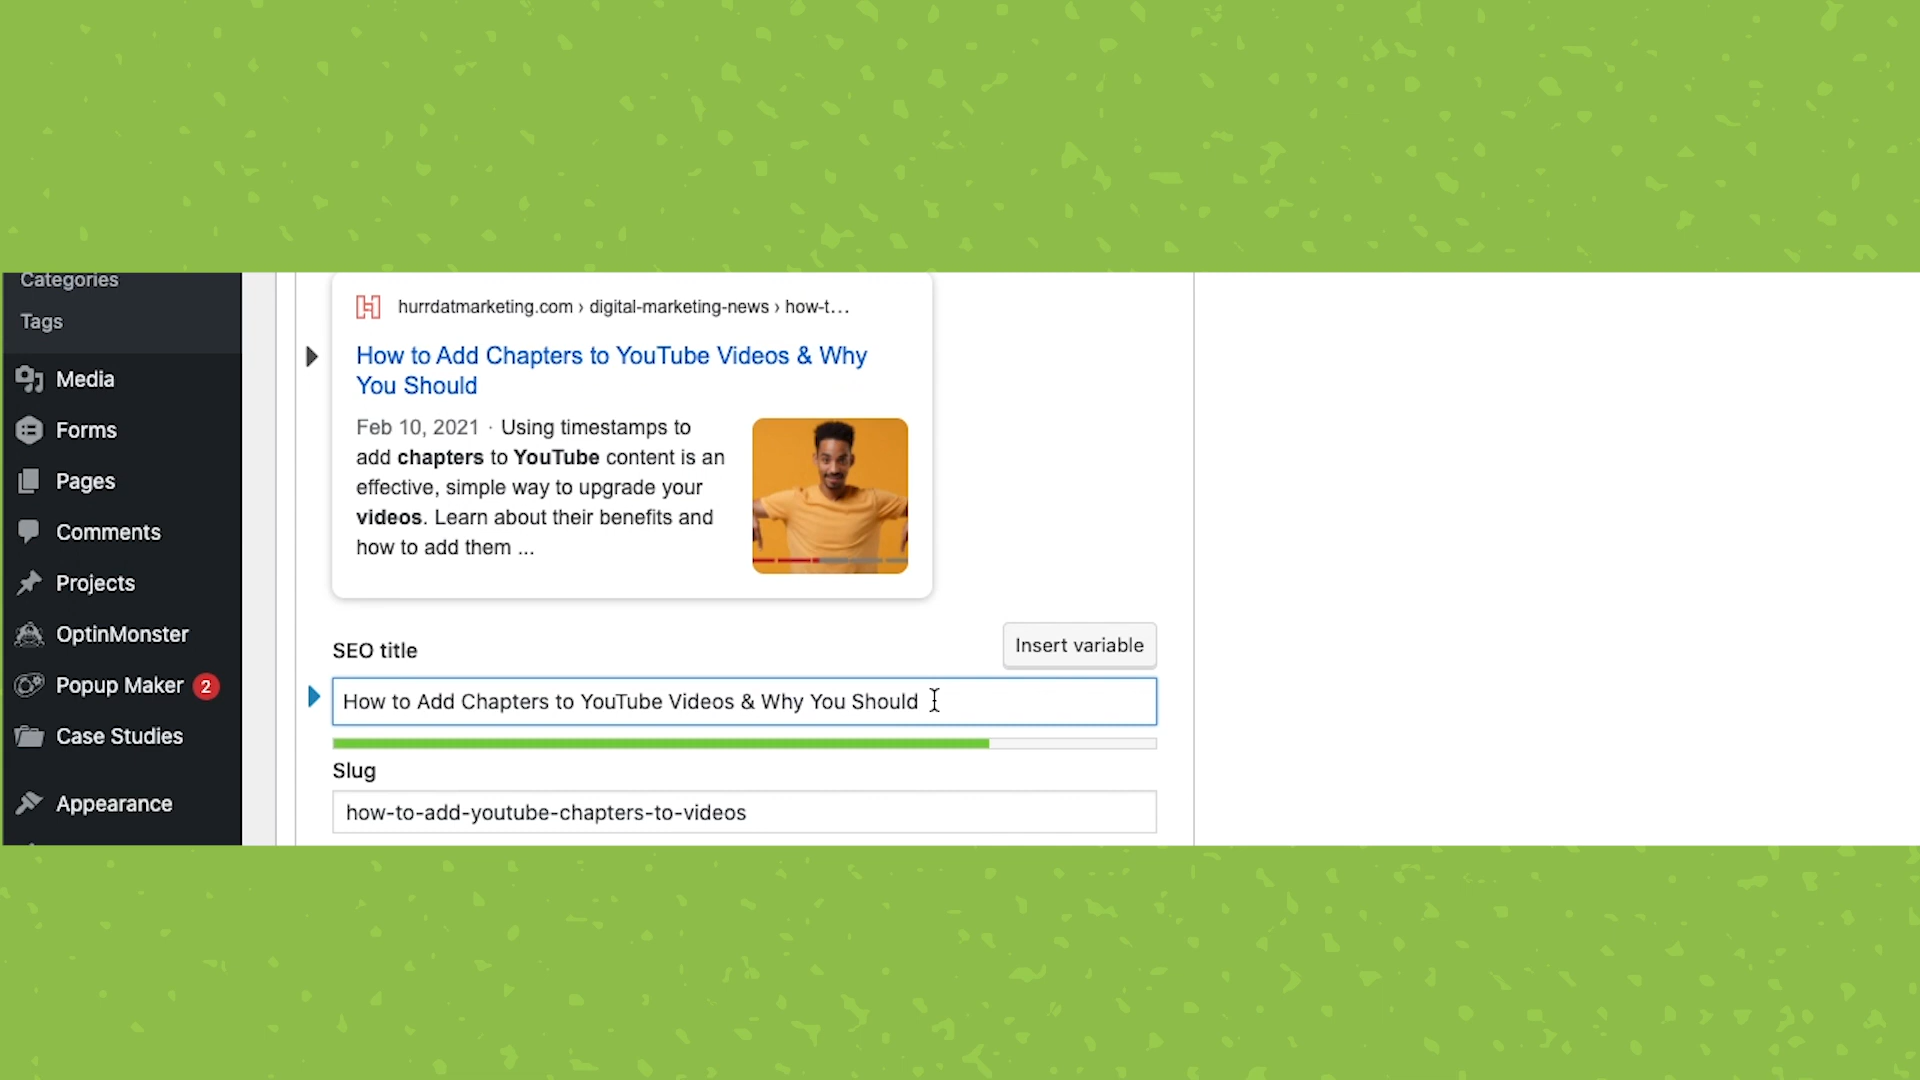 Categories
Tags
Media
Forms
Pages
Comments
Projects
OptinMonster
Popup Maker 2
Case Studies
Appearance
hurrdatmarketing.com › digital-marketing-news › how-t...
How to Add Chapters to YouTube Videos & Why
You Should
Feb 10, 2021 · Using timestamps to
add chapters to YouTube content is an
effective, simple way to upgrade your
videos. Learn about their benefits and
how to add them ...
SEO title
Insert variable
How to Add Chapters to YouTube Videos & Why You Should
Slug
how-to-add-youtube-chapters-to-videos